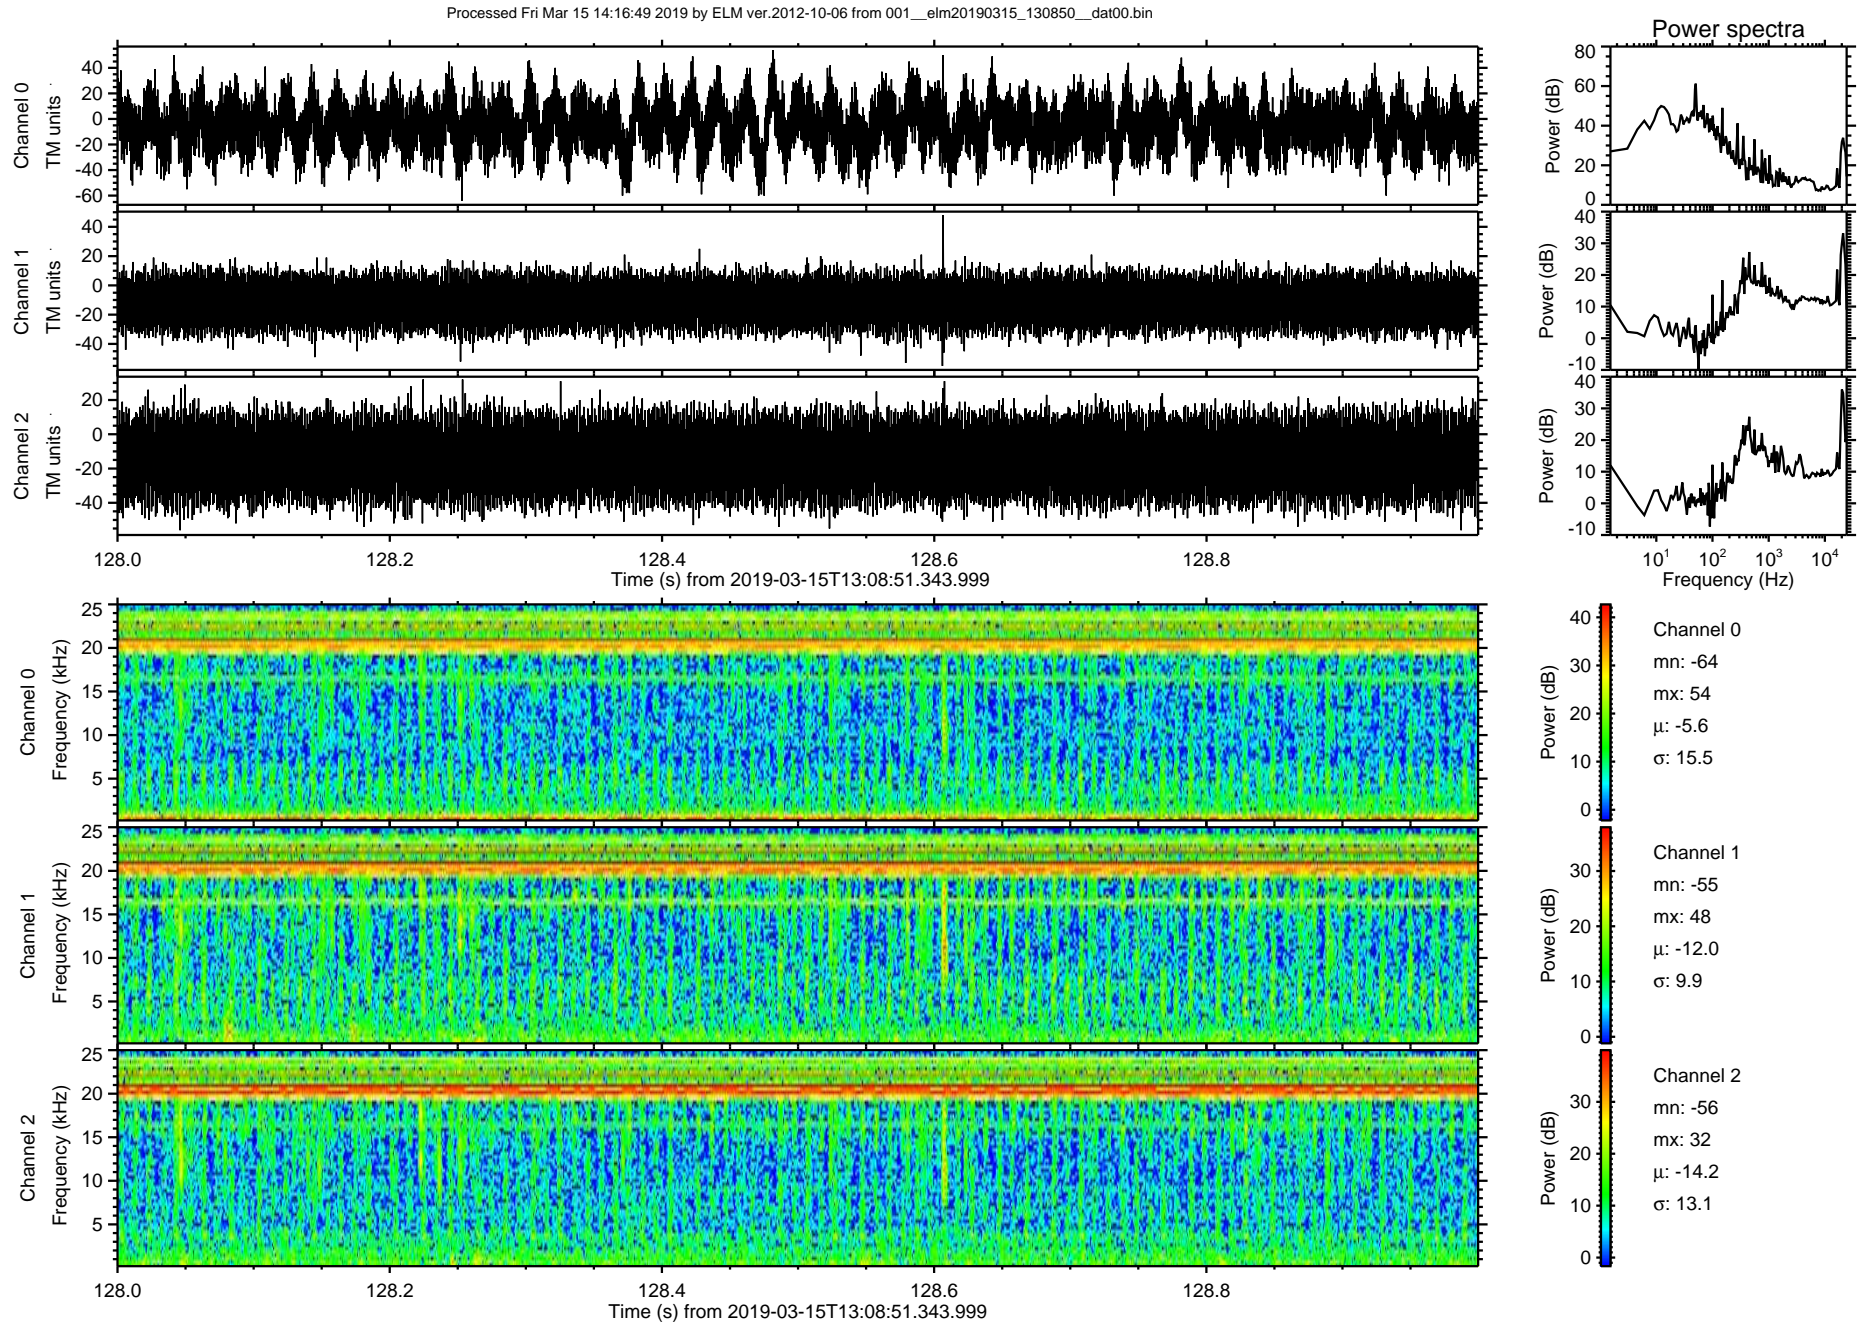 Processed Fri Mar 15 14:16:49 2019 by ELM ver.2012-10-06 from 001__elm20190315_130850__dat00.bin
Power spectra
Channel 0
TM units
40
20
0
-20
-40
-60
Power (dB)
80
60
40
20
0
Channel 1
TM units
40
20
0
-20
-40
Power (dB)
40
30
20
10
0
-10
Channel 2
TM units
20
0
-20
-40
Power (dB)
40
30
20
10
0
-10
128.0 128.2 128.4 128.6 128.8
Time (s) from 2019-03-15T13:08:51.343.999
10¹ 10² 10³ 10⁴
Frequency (Hz)
Channel 0
Frequency (kHz)
25
20
15
10
5
Power (dB)
40
30
20
10
0
Channel 0
mn: -64
mx: 54
µ: -5.6
σ: 15.5
Channel 1
Frequency (kHz)
25
20
15
10
5
Power (dB)
30
20
10
0
Channel 1
mn: -55
mx: 48
µ: -12.0
σ: 9.9
Channel 2
Frequency (kHz)
25
20
15
10
5
Power (dB)
30
20
10
0
Channel 2
mn: -56
mx: 32
µ: -14.2
σ: 13.1
128.0 128.2 128.4 128.6 128.8
Time (s) from 2019-03-15T13:08:51.343.999